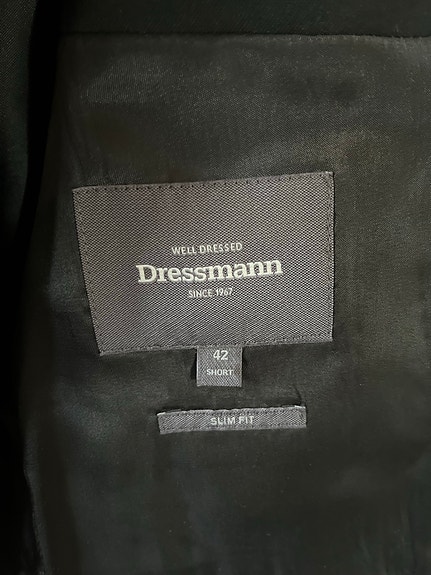 WELL DRESSED
Dressmann
SINCE 1967
42
SHORT
SLIM FIT